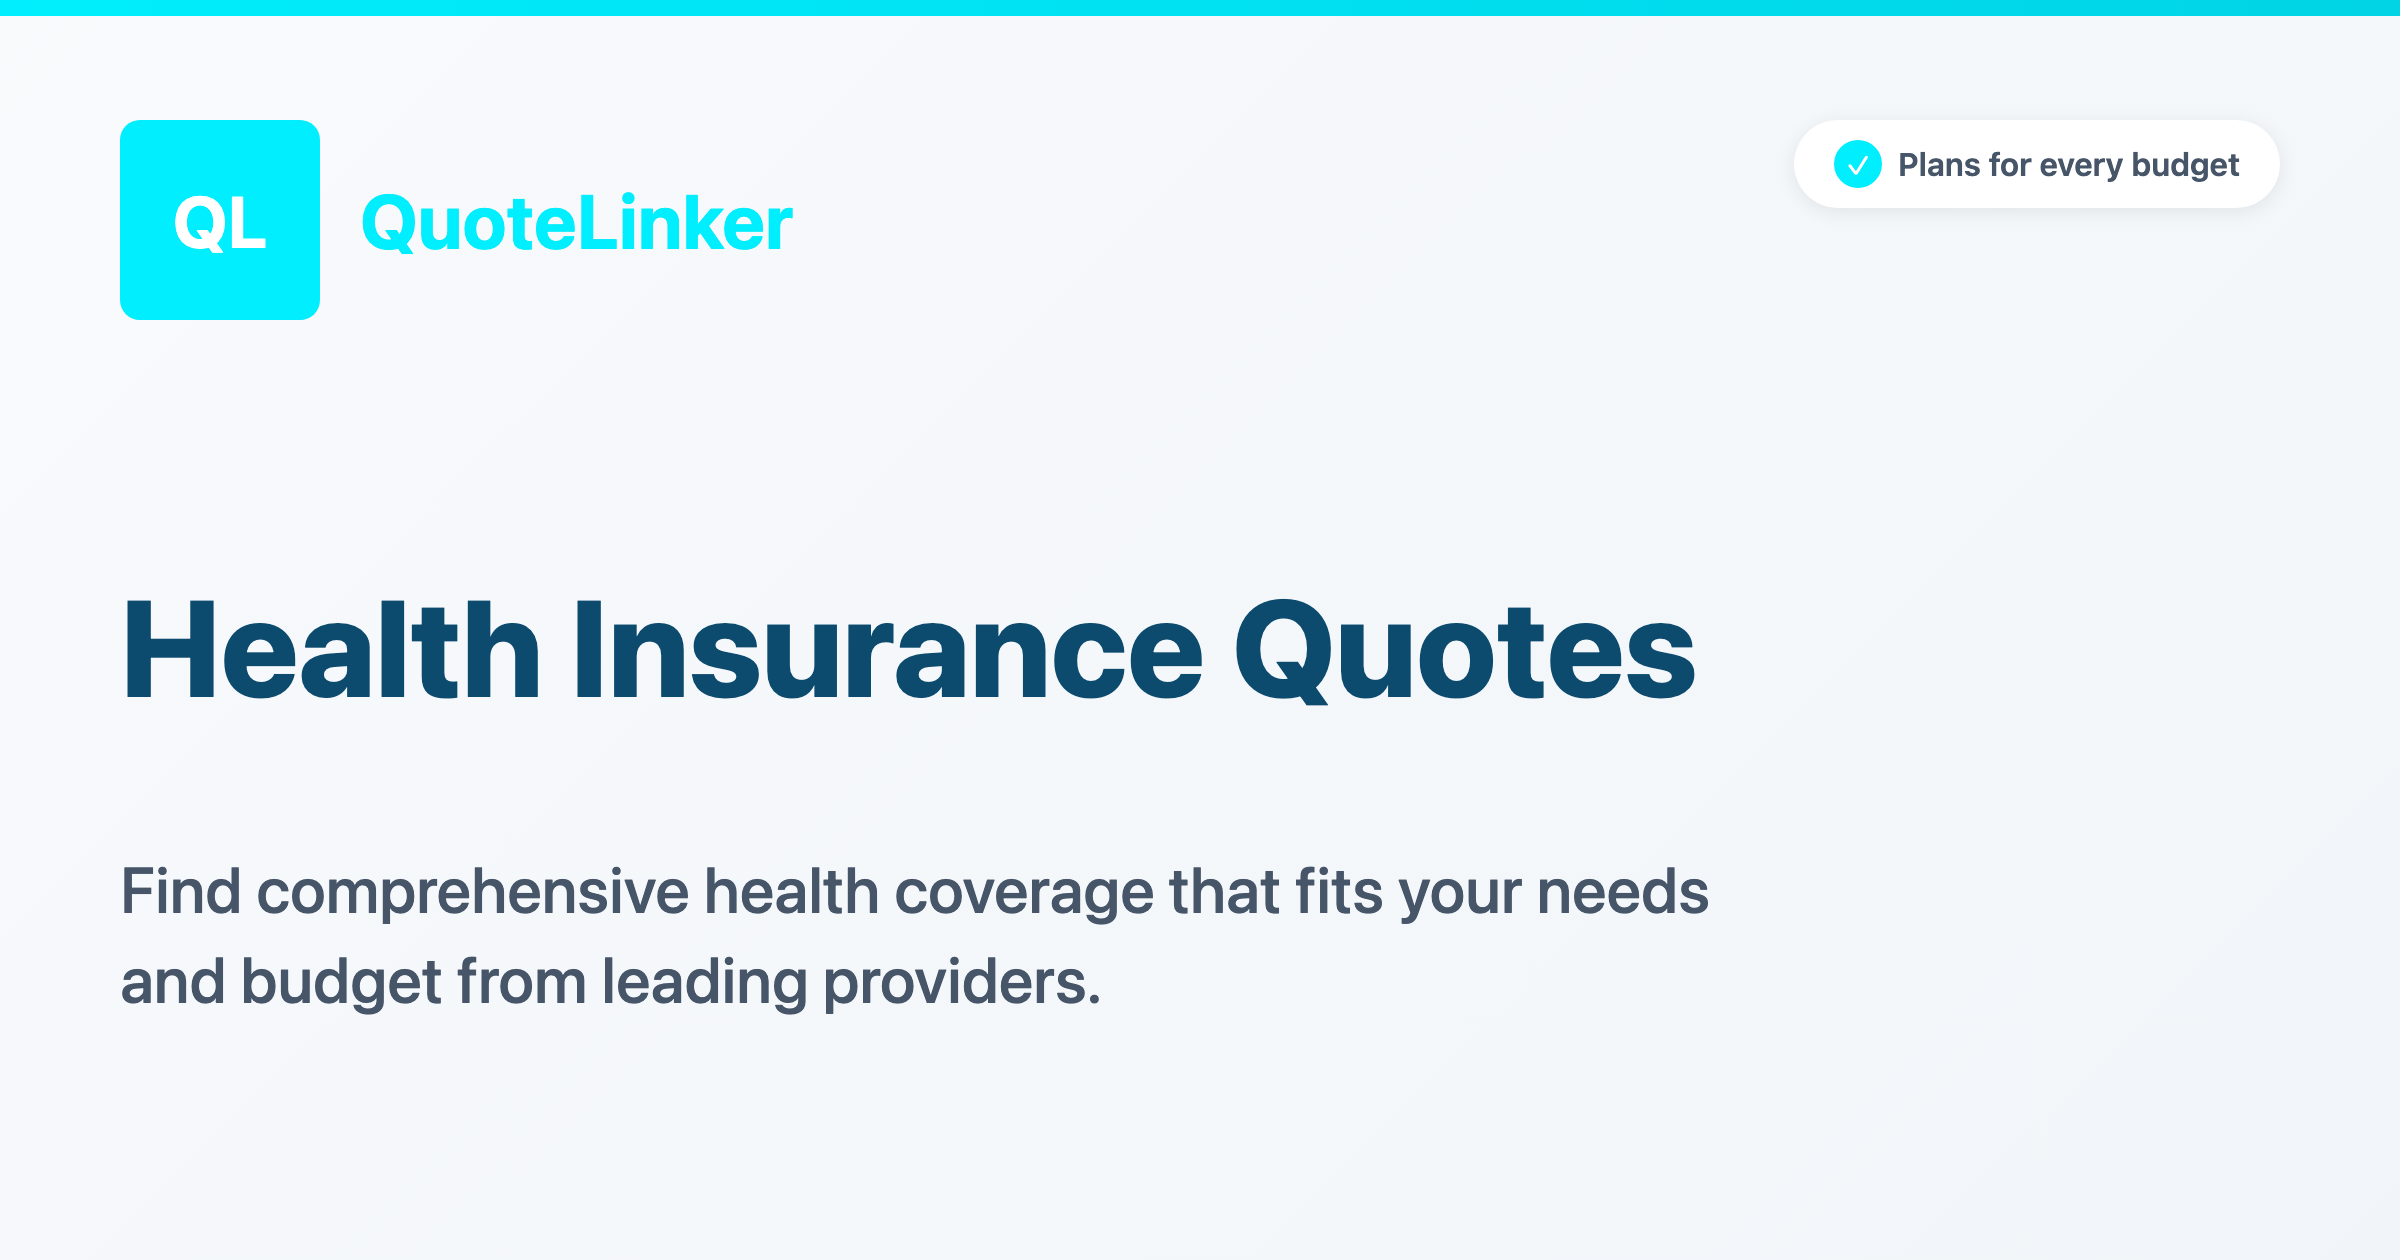 QL
QuoteLinker
Plans for every budget
Health Insurance Quotes
Find comprehensive health coverage that fits your needs
and budget from leading providers.